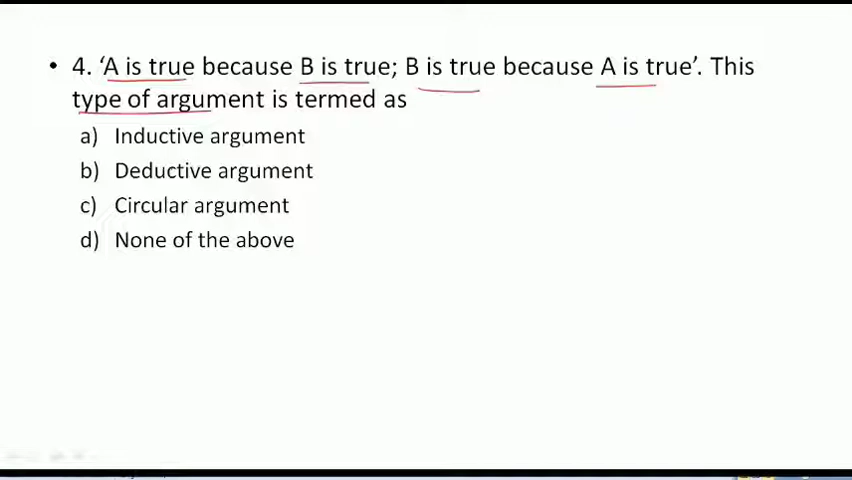 • 4. ‘A is true because B is true; B is true because A is true’. This
type of argument is termed as
a) Inductive argument
b) Deductive argument
c) Circular argument
d) None of the above